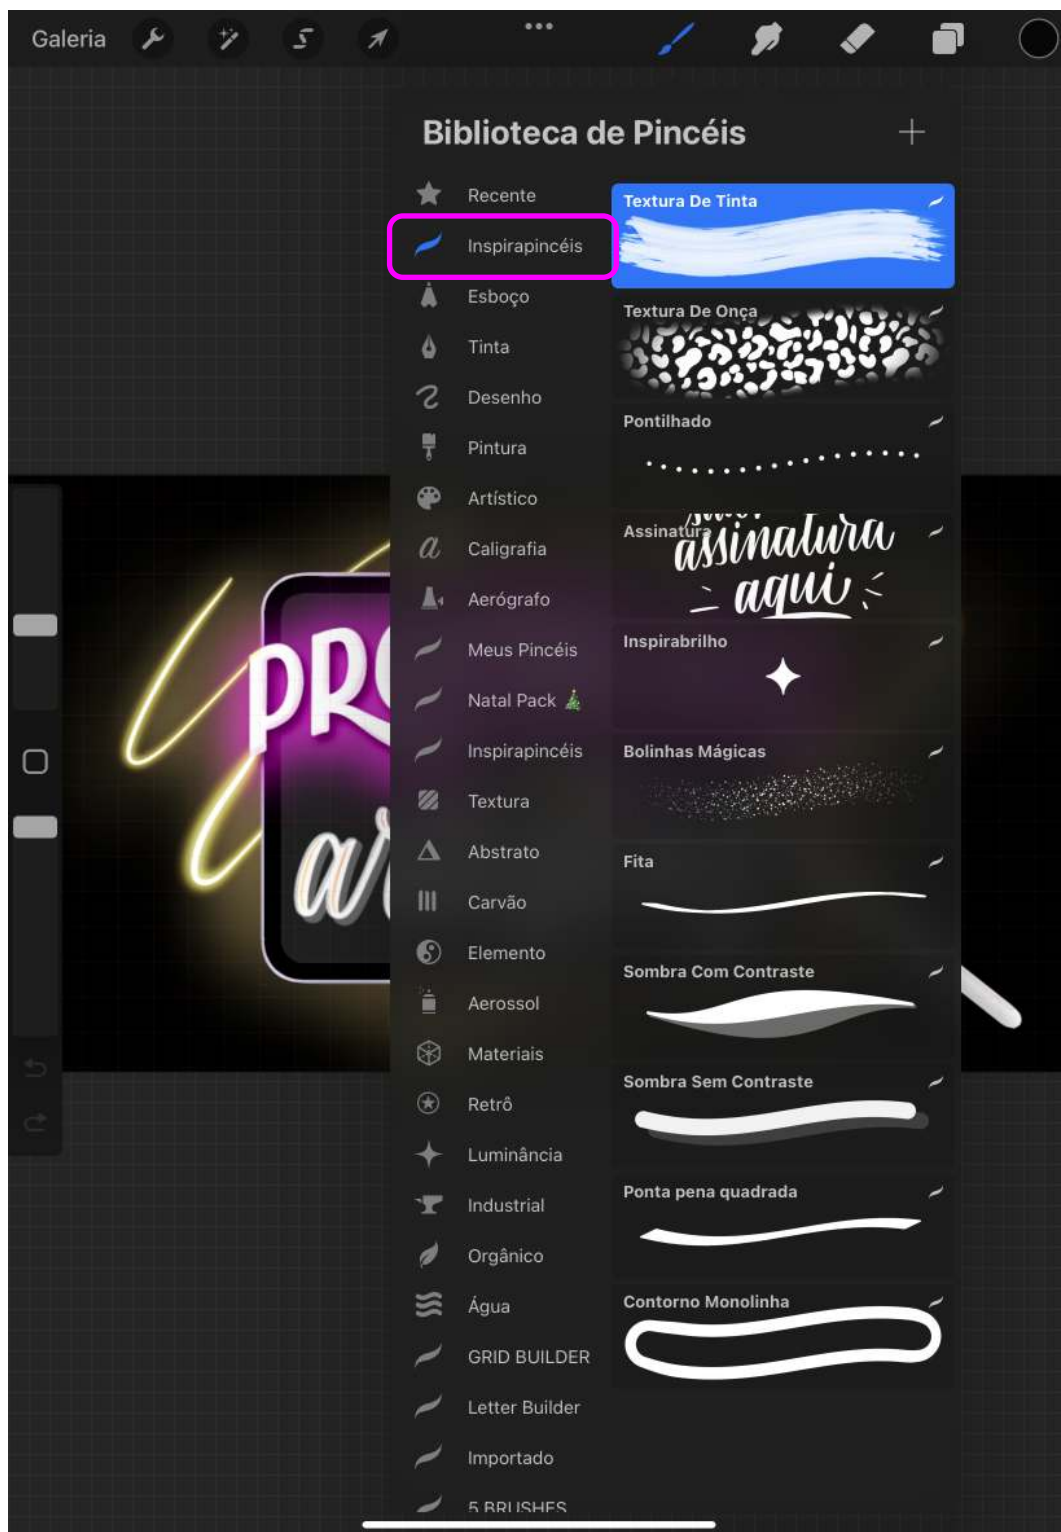 Galeria
Biblioteca de Pincéis
Recente
Inspirapincéis
Esboço
Tinta
Desenho
Pintura
Artístico
Caligrafia
Aerógrafo
Meus Pincéis
Natal Pack 🎄
Inspirapincéis
Textura
Abstrato
Carvão
Elemento
Aerossol
Materiais
Retrô
Luminância
Industrial
Orgânico
Água
GRID BUILDER
Letter Builder
Importado
5 BRUSHES
Textura De Tinta
Textura De Onça
Pontilhado
Assinatura
assinatura
aqui
Inspirabrilho
Bolinhas Mágicas
Fita
Sombra Com Contraste
Sombra Sem Contraste
Ponta pena quadrada
Contorno Monolinha